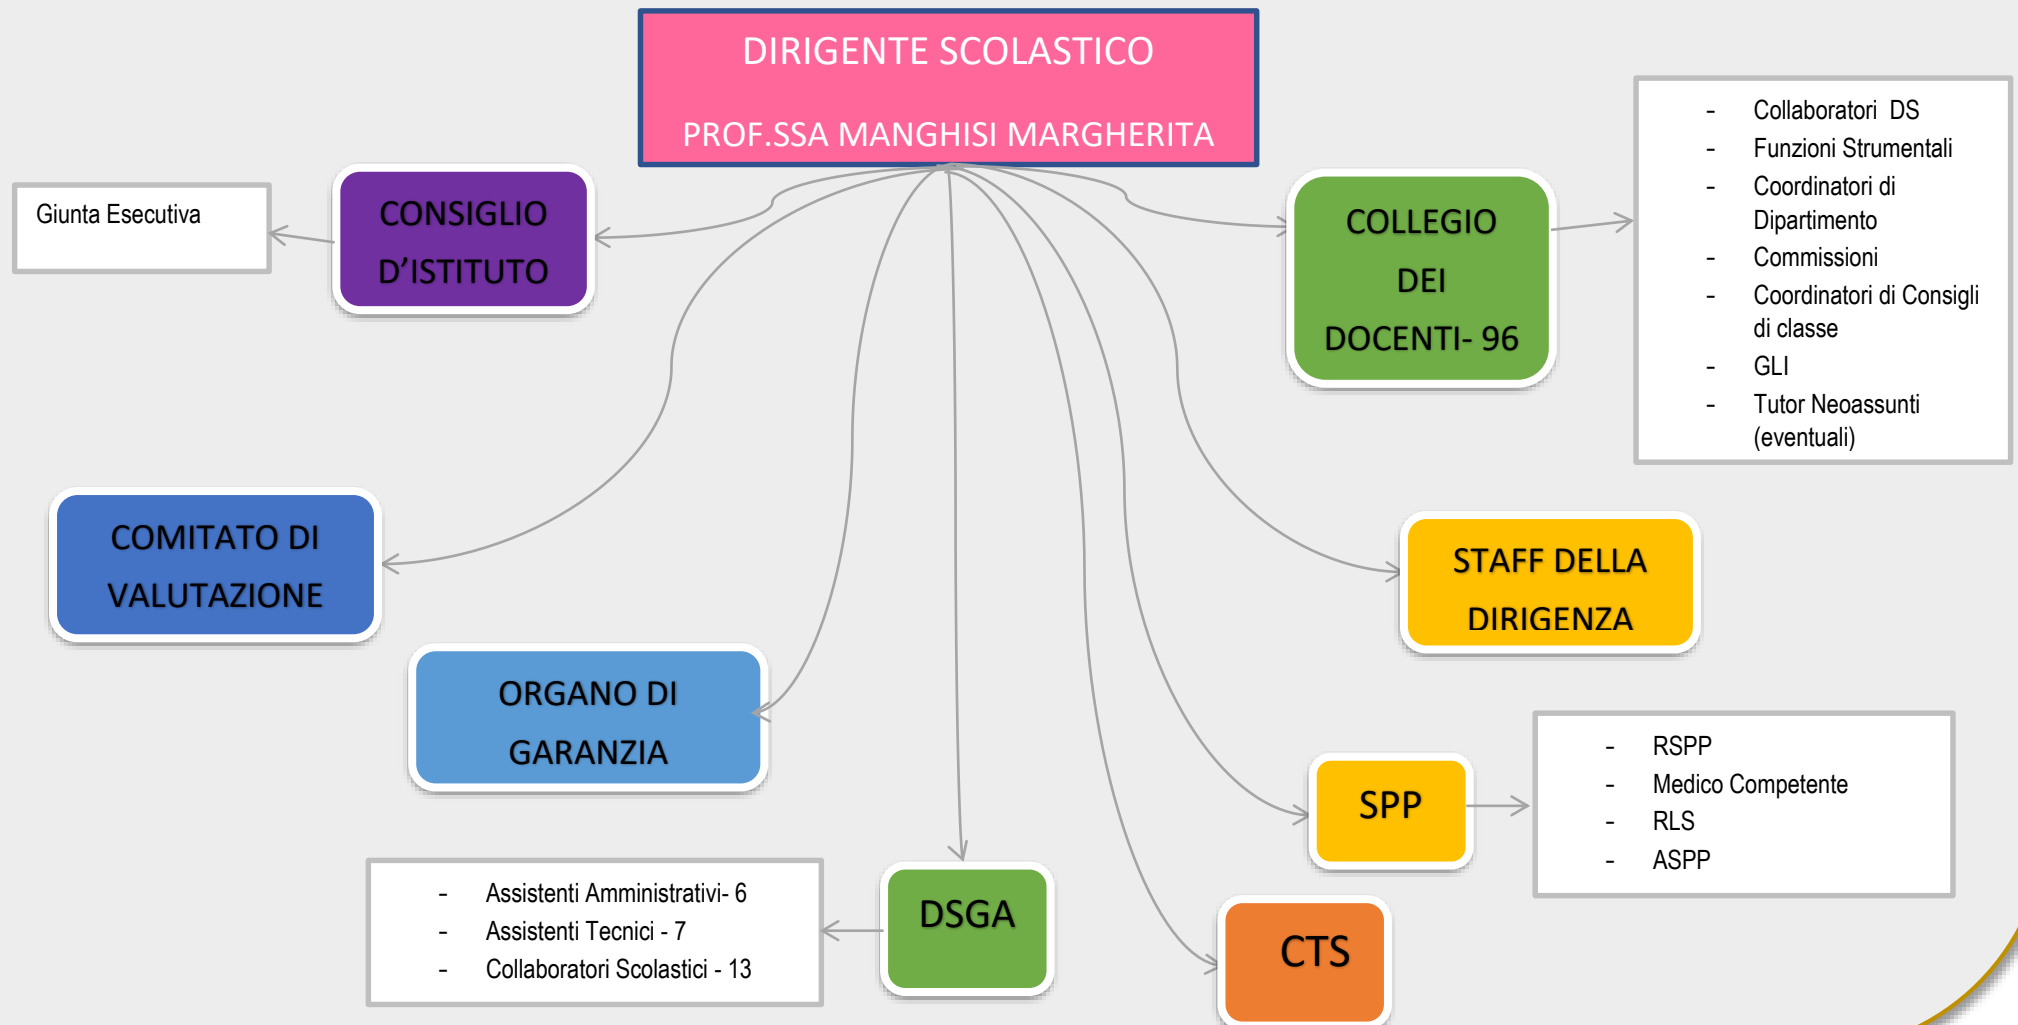 DIRIGENTE SCOLASTICO
PROF.SSA MANGHISI MARGHERITA
Giunta Esecutiva
CONSIGLIO
D’ISTITUTO
COLLEGIO
DEI
DOCENTI- 96
- Collaboratori DS
- Funzioni Strumentali
- Coordinatori di
Dipartimento
- Commissioni
- Coordinatori di Consigli
di classe
- GLI
- Tutor Neoassunti
(eventuali)
COMITATO DI
VALUTAZIONE
STAFF DELLA
DIRIGENZA
ORGANO DI
GARANZIA
SPP
- RSPP
- Medico Competente
- RLS
- ASPP
- Assistenti Amministrativi- 6
- Assistenti Tecnici - 7
- Collaboratori Scolastici - 13
DSGA
CTS